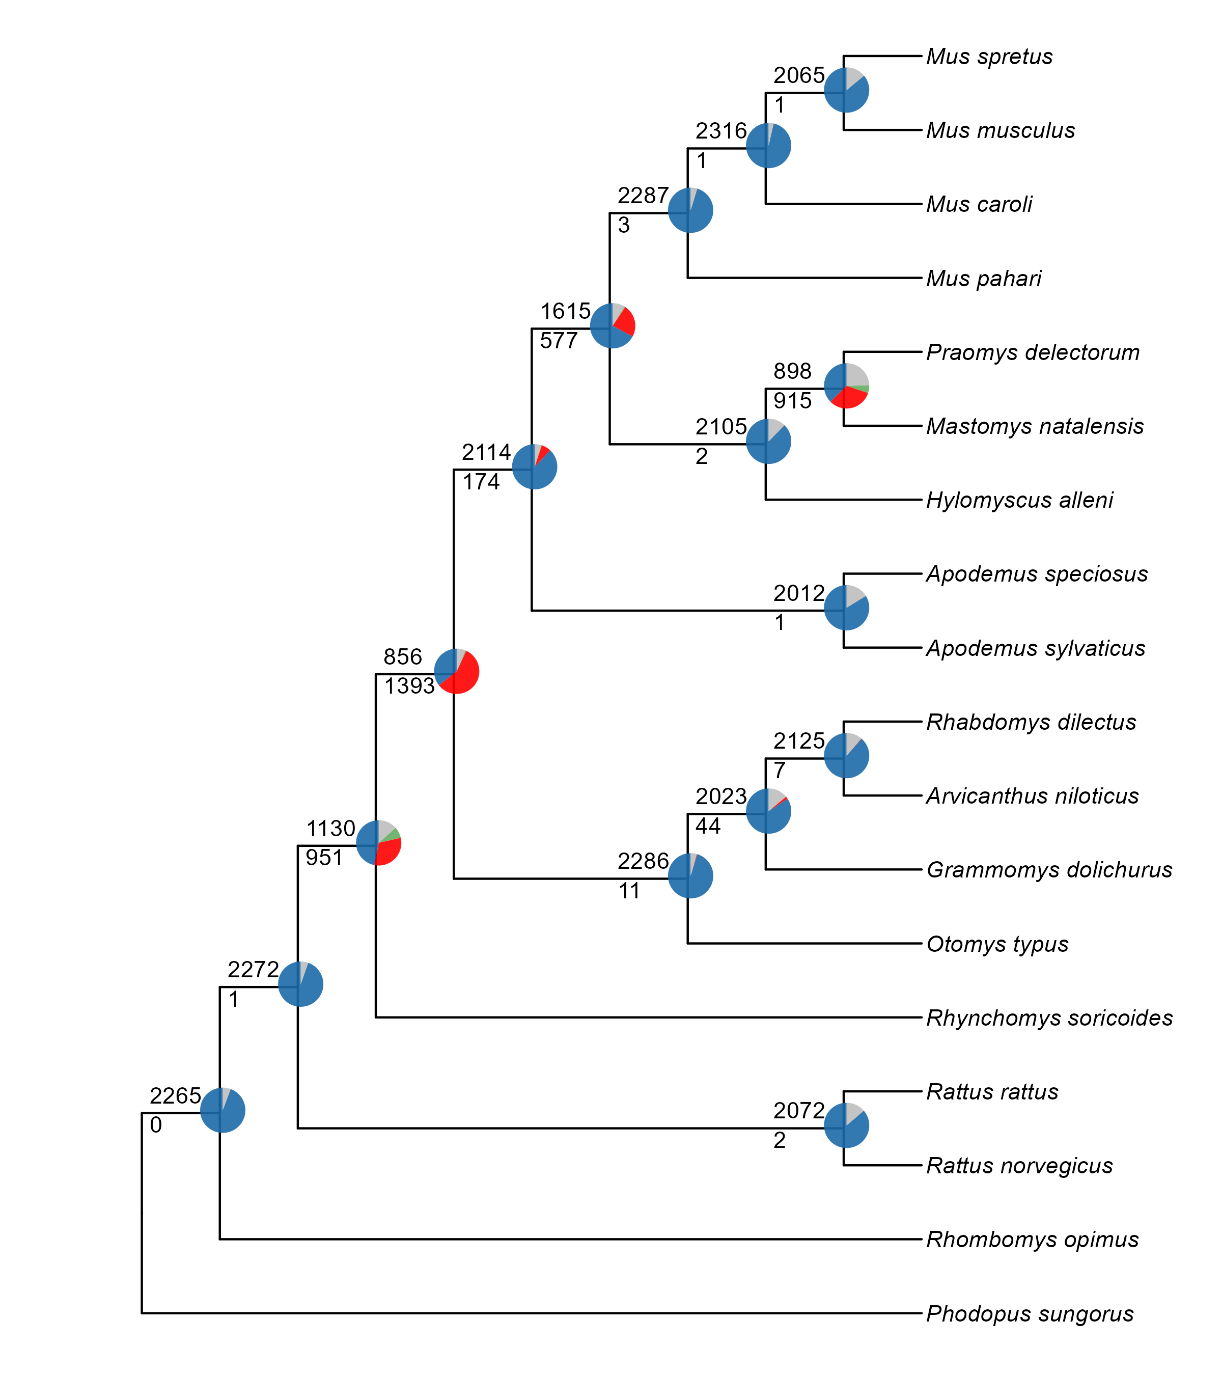 Mus spretus
2065
1
Mus musculus
2316
1
Mus caroli
2287
3
Mus pahari
1615
577
Praomys delectorum
898
915
Mastomys natalensis
2105
2
Hylomyscus alleni
2114
174
Apodemus speciosus
2012
1
Apodemus sylvaticus
856
1393
Rhabdomys dilectus
2125
7
Arvicanthus niloticus
2023
44
Grammomys dolichurus
2286
11
1130
951
Otomys typus
2272
1
Rhynchomys soricoides
Rattus rattus
2265
0
2072
2
Rattus norvegicus
Rhombomys opimus
Phodopus sungorus